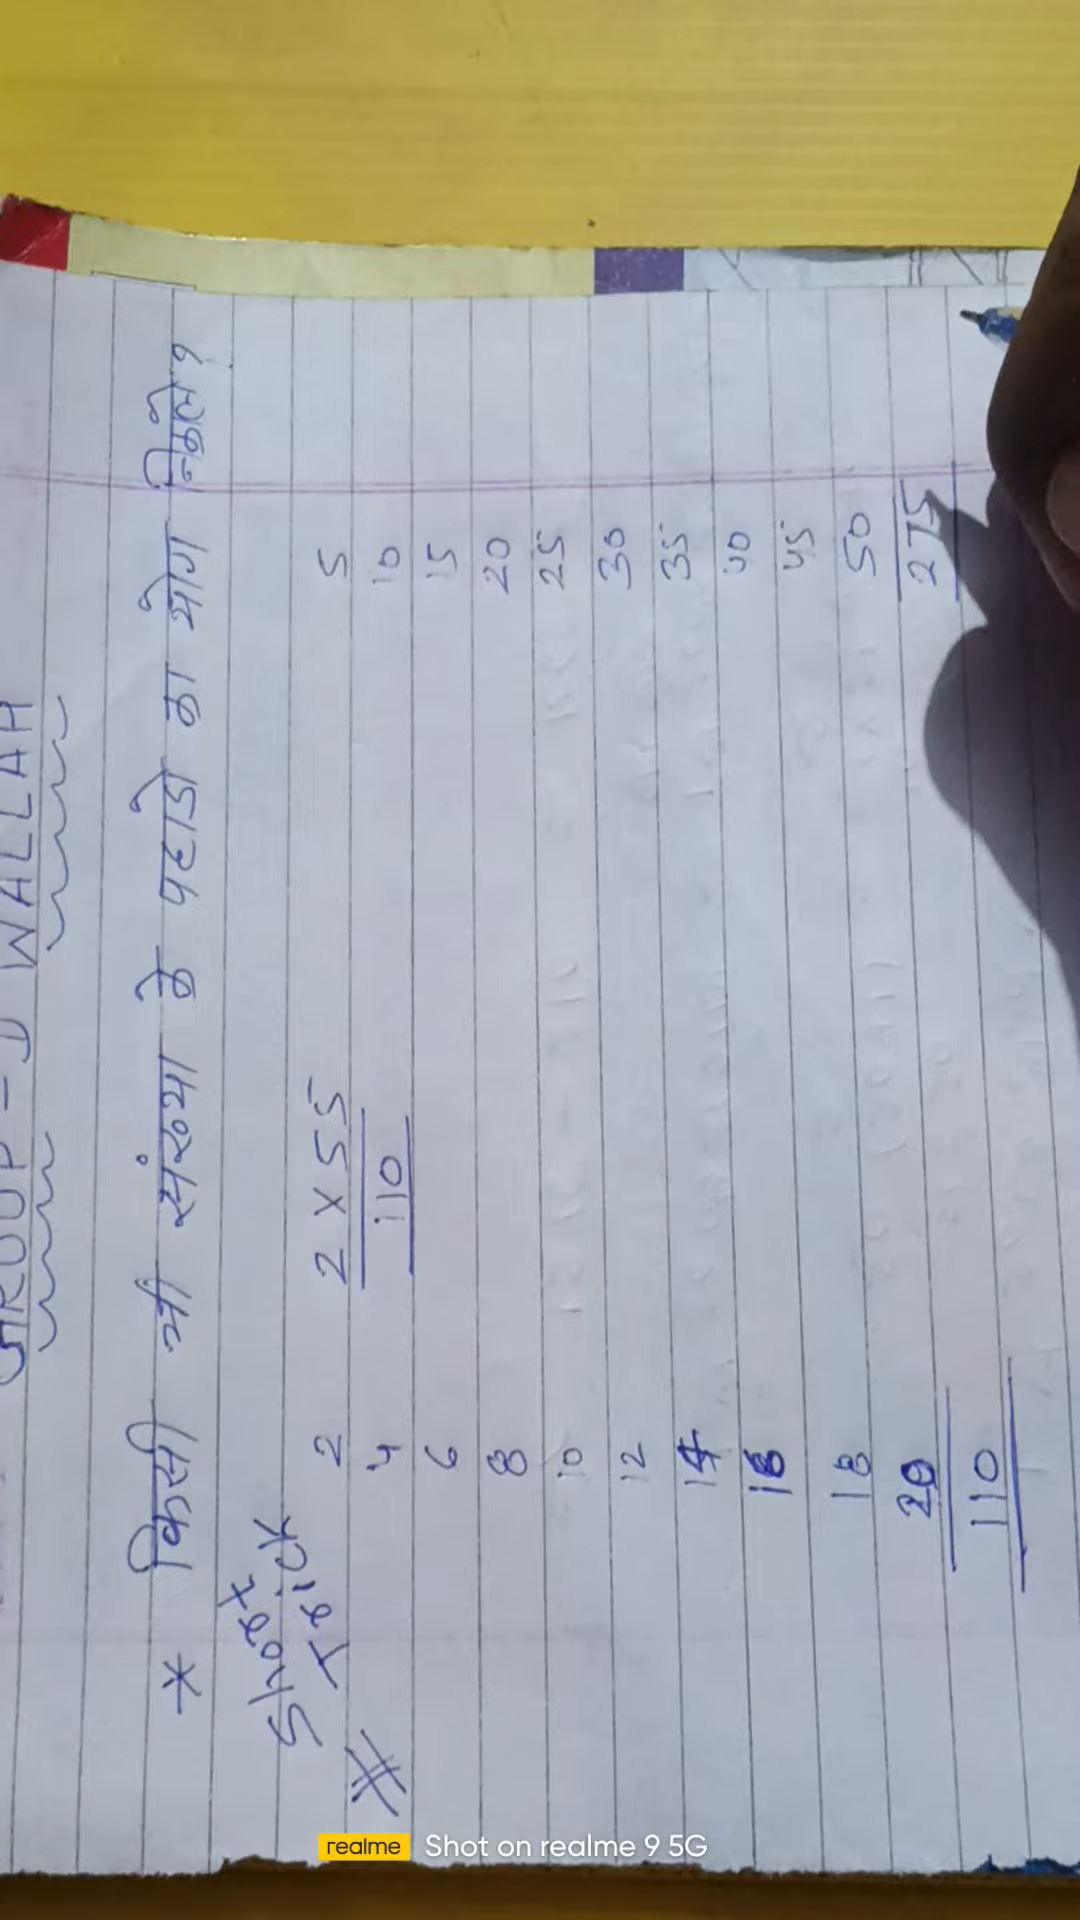 GROUP - D WALLAH
* किसी भी संख्या के पहाडे का योग निकाले ?
Short
Trick
#
2 2 x 55 5
4 110 10
6 15
8 20
10 25
12 30
14 35
16 40
18 45
20 50
110 275
realme Shot on realme 9 5G